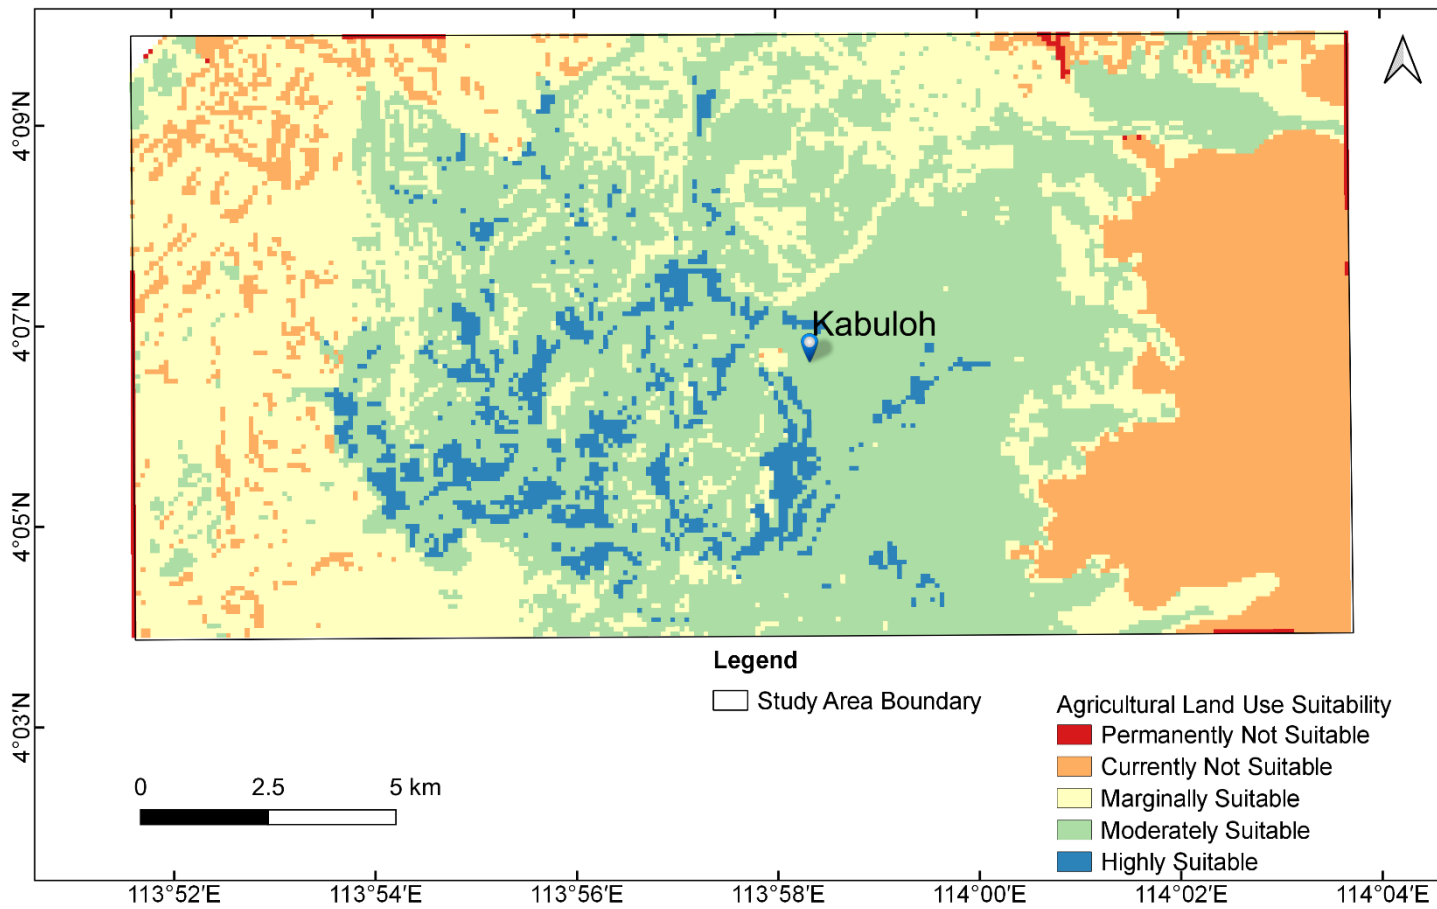 4°09'N
4°07'N
4°05'N
4°03'N
Kabuloh
Legend
Study Area Boundary
Agricultural Land Use Suitability
Permanently Not Suitable
Currently Not Suitable
Marginally Suitable
Moderately Suitable
Highly Suitable
0 2.5 5 km
113°52'E 113°54'E 113°56'E 113°58'E 114°00'E 114°02'E 114°04'E